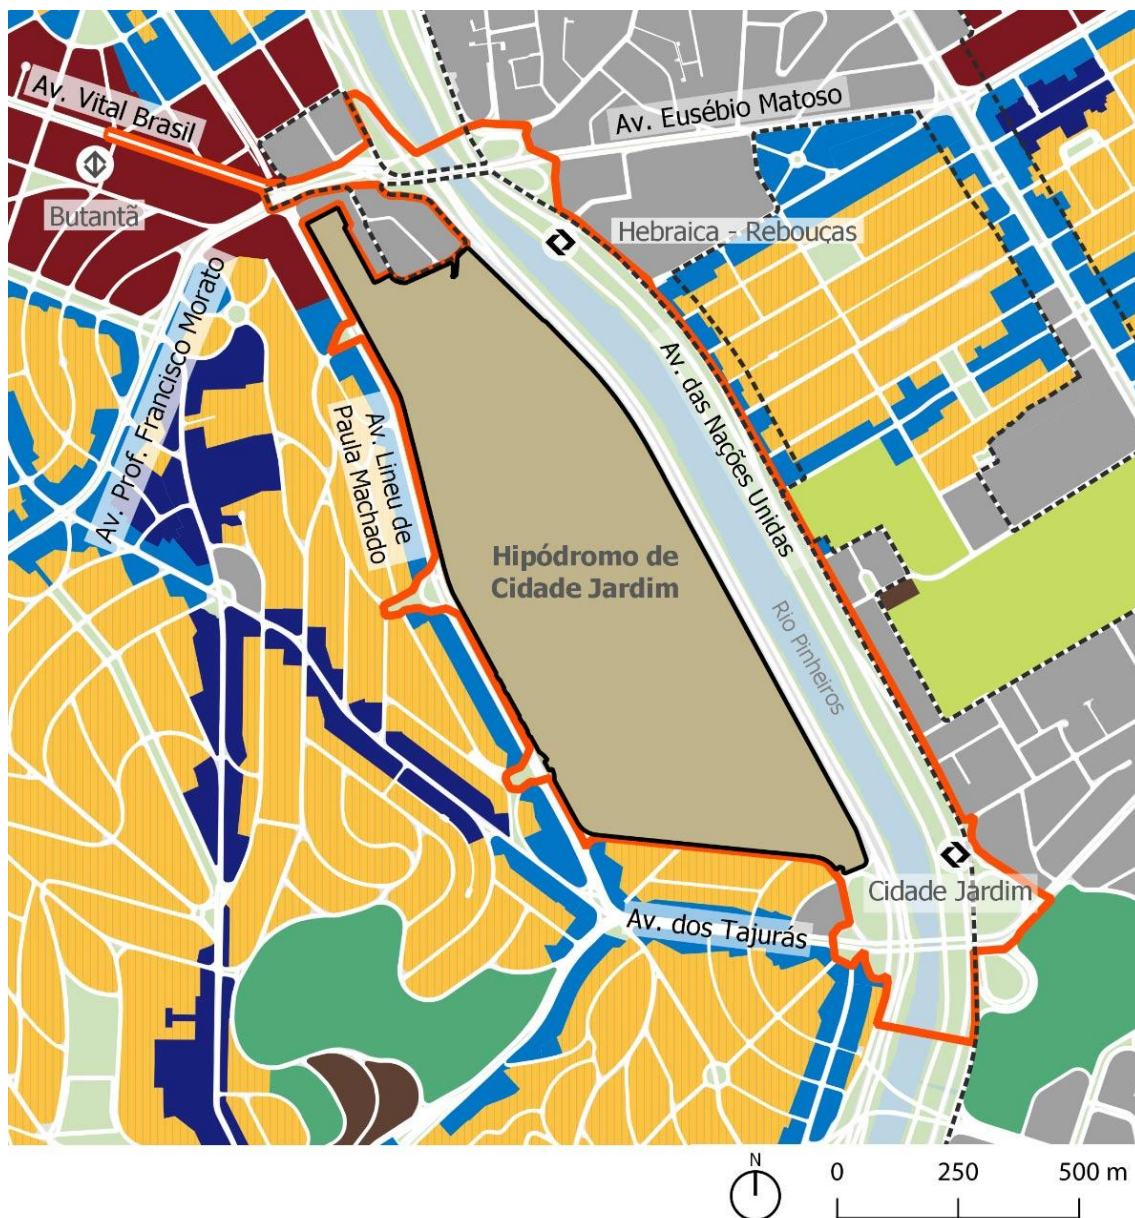 Av. Vital Brasil
Av. Eusébio Matoso
Butantã
Hebraica - Rebouças
Av. Prof. Francisco Morato
Av. das Nações Unidas
Av. Lineu de
Paula Machado
Hipódromo de
Cidade Jardim
Rio Pinheiros
Cidade Jardim
Av. dos Tajurás
N
0 250 500 m